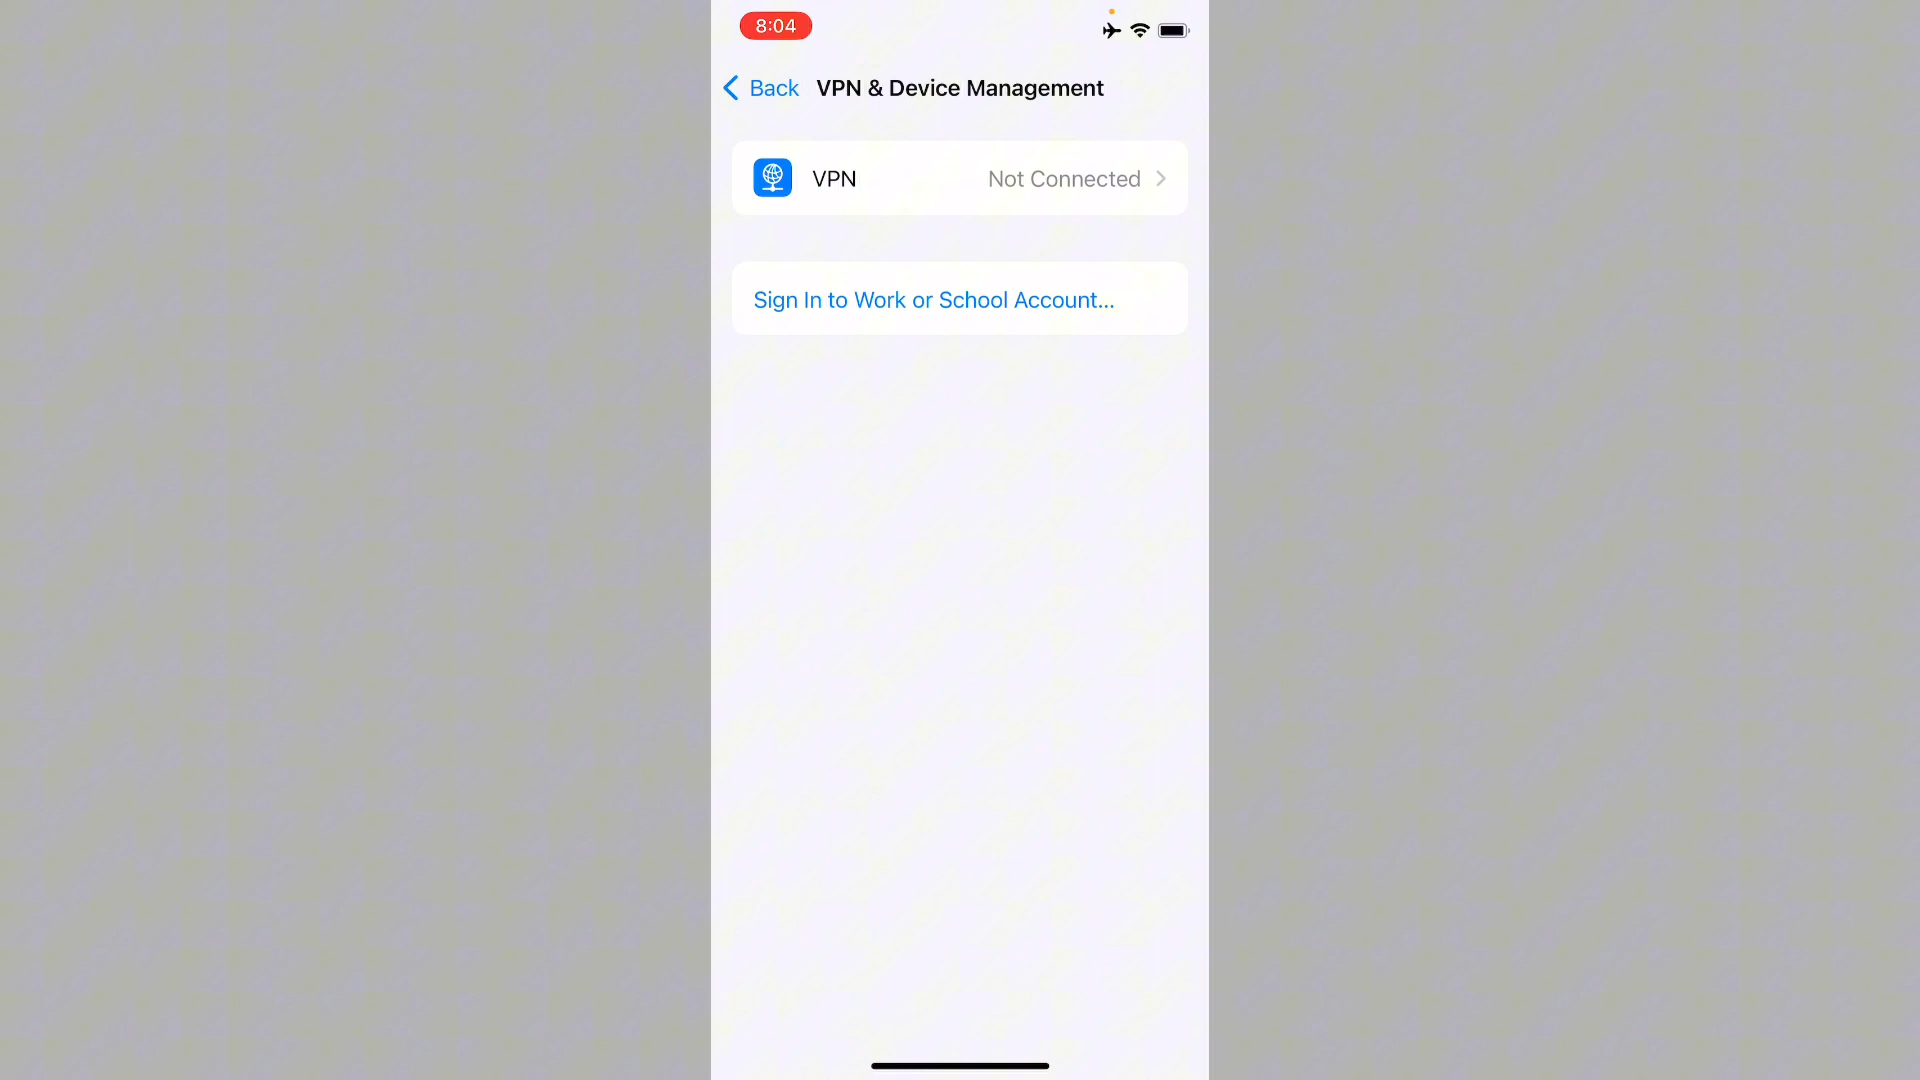 8:04
Back VPN & Device Management
VPN Not Connected
Sign In to Work or School Account...